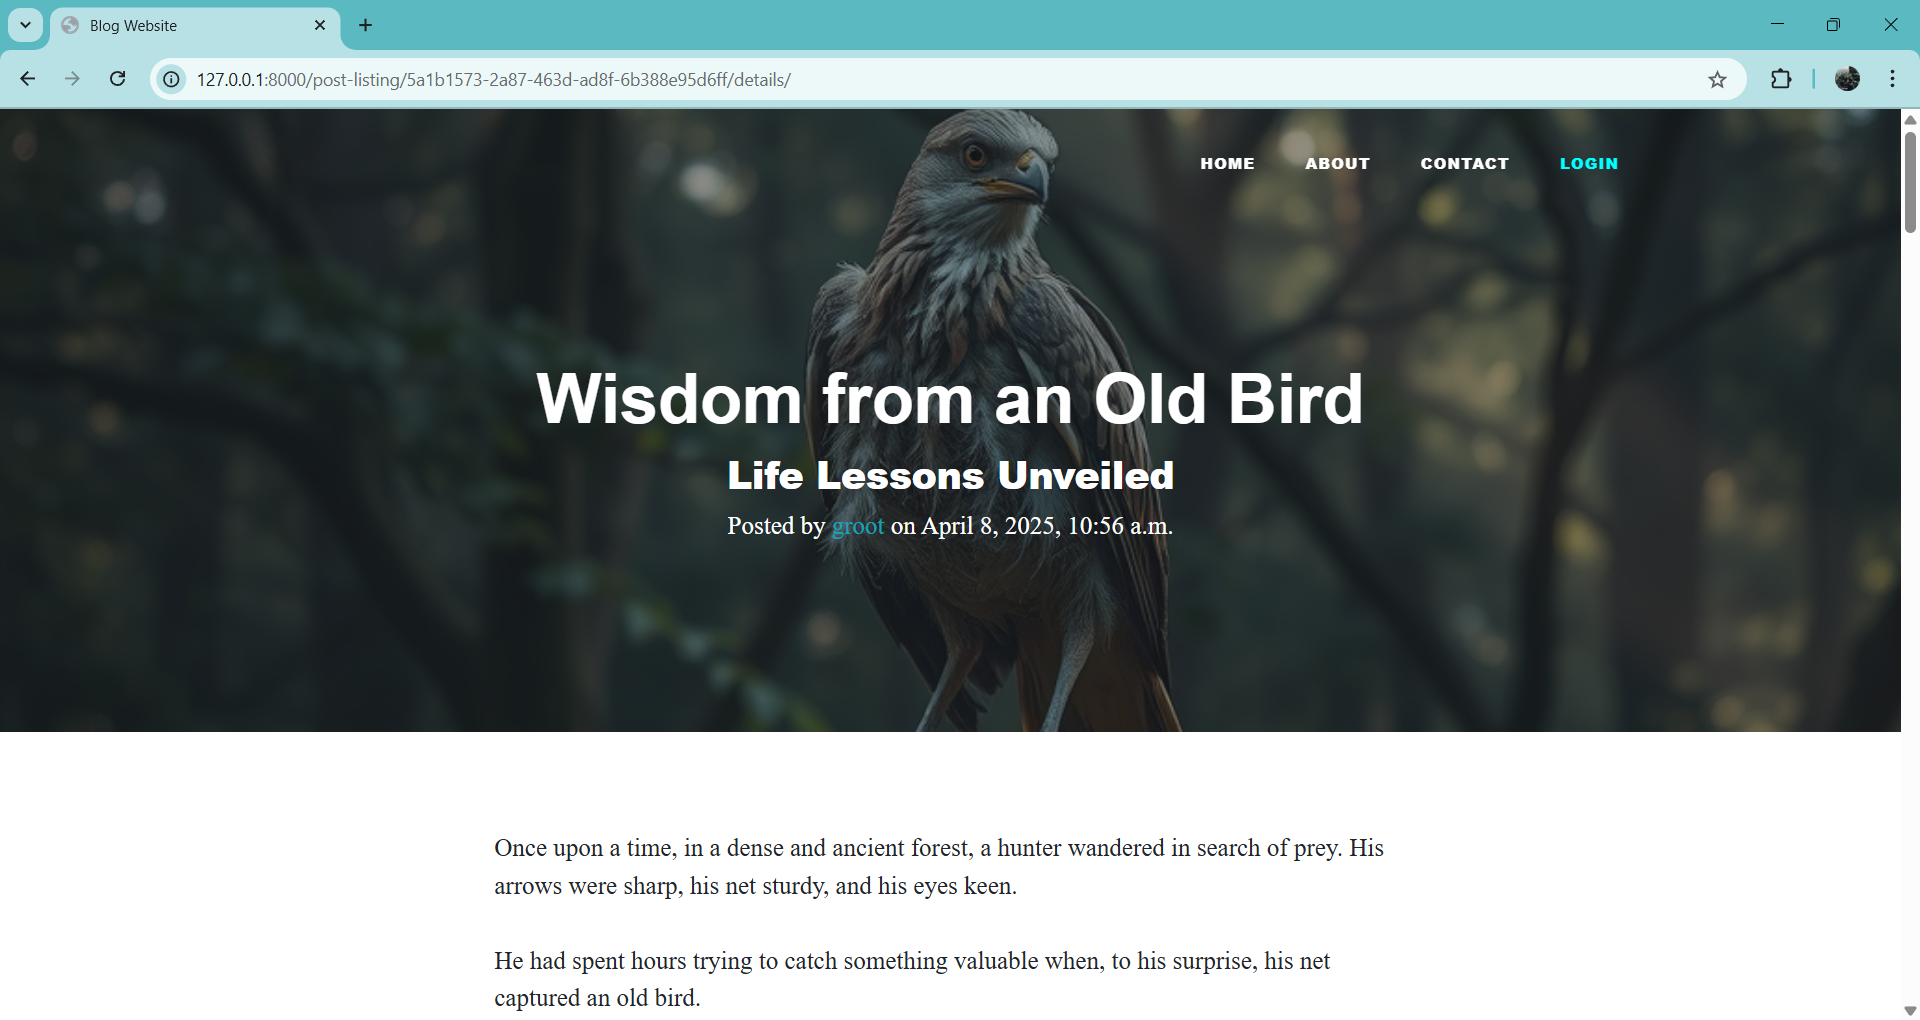 Blog Website
127.0.0.1:8000/post-listing/5a1b1573-2a87-463d-ad8f-6b388e95d6ff/details/
HOME ABOUT CONTACT LOGIN
Wisdom from an Old Bird
Life Lessons Unveiled
Posted by groot on April 8, 2025, 10:56 a.m.
Once upon a time, in a dense and ancient forest, a hunter wandered in search of prey. His
arrows were sharp, his net sturdy, and his eyes keen.
He had spent hours trying to catch something valuable when, to his surprise, his net
captured an old bird.